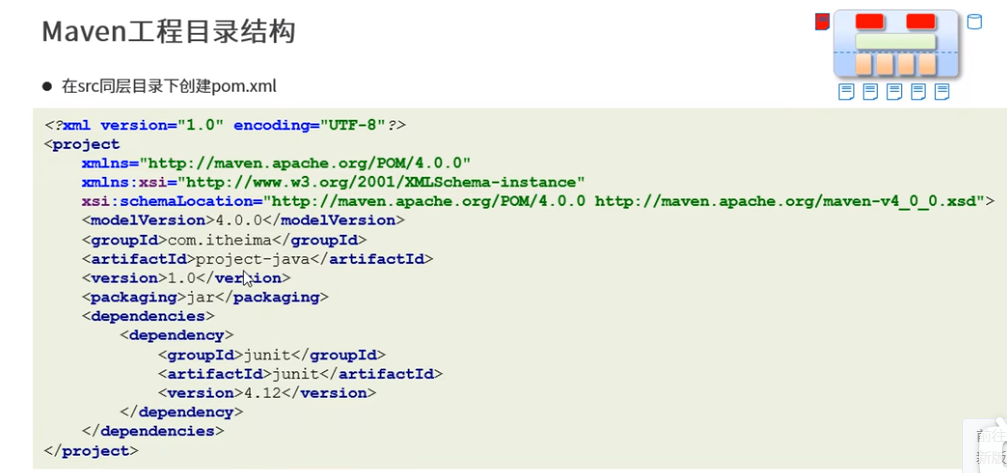 Maven工程目录结构
● 在src同层目录下创建pom.xml
<?xml version="1.0" encoding="UTF-8"?>
<project
    xmlns="http://maven.apache.org/POM/4.0.0"
    xmlns:xsi="http://www.w3.org/2001/XMLSchema-instance"
    xsi:schemaLocation="http://maven.apache.org/POM/4.0.0 http://maven.apache.org/maven-v4_0_0.xsd">
    <modelVersion>4.0.0</modelVersion>
    <groupId>com.itheima</groupId>
    <artifactId>project-java</artifactId>
    <version>1.0</version>
    <packaging>jar</packaging>
    <dependencies>
        <dependency>
            <groupId>junit</groupId>
            <artifactId>junit</artifactId>
            <version>4.12</version>
        </dependency>
    </dependencies>
</project>
前往
新版